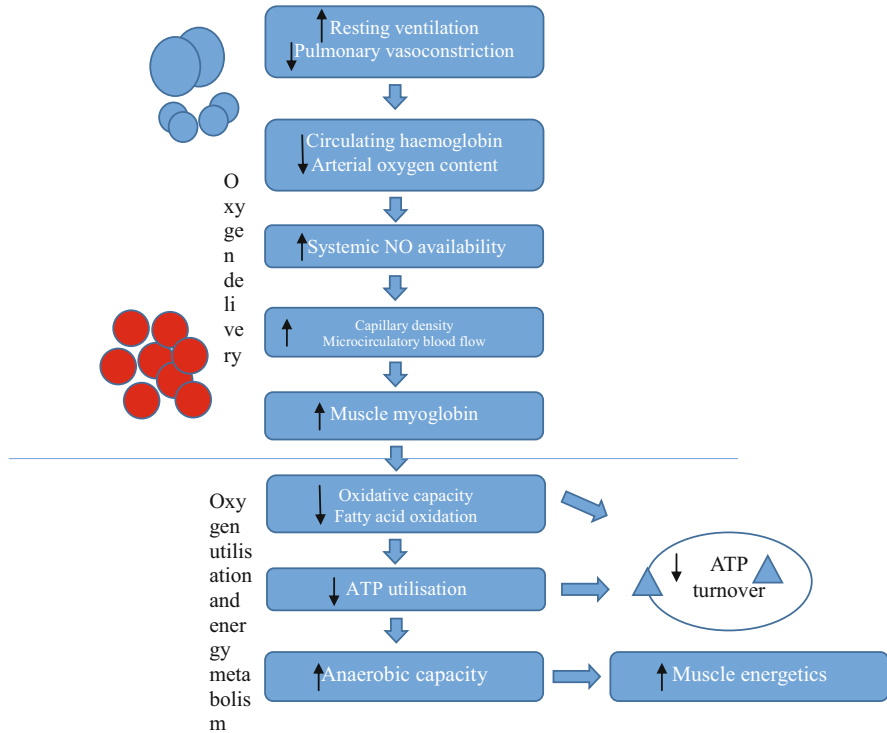 Resting ventilation
Pulmonary vasoconstriction
Circulating haemoglobin
Arterial oxygen content
O
xy
ge
n de
li
ve
ry
Systemic NO availability
Capillary density
Microcirculatory blood flow
Muscle myoglobin
Oxy
gen
utilis
ation
and
ener
gy
meta
bolis
m
Oxidative capacity
Fatty acid oxidation
ATP utilisation
ATP
turnover
Anaerobic capacity
Muscle energetics